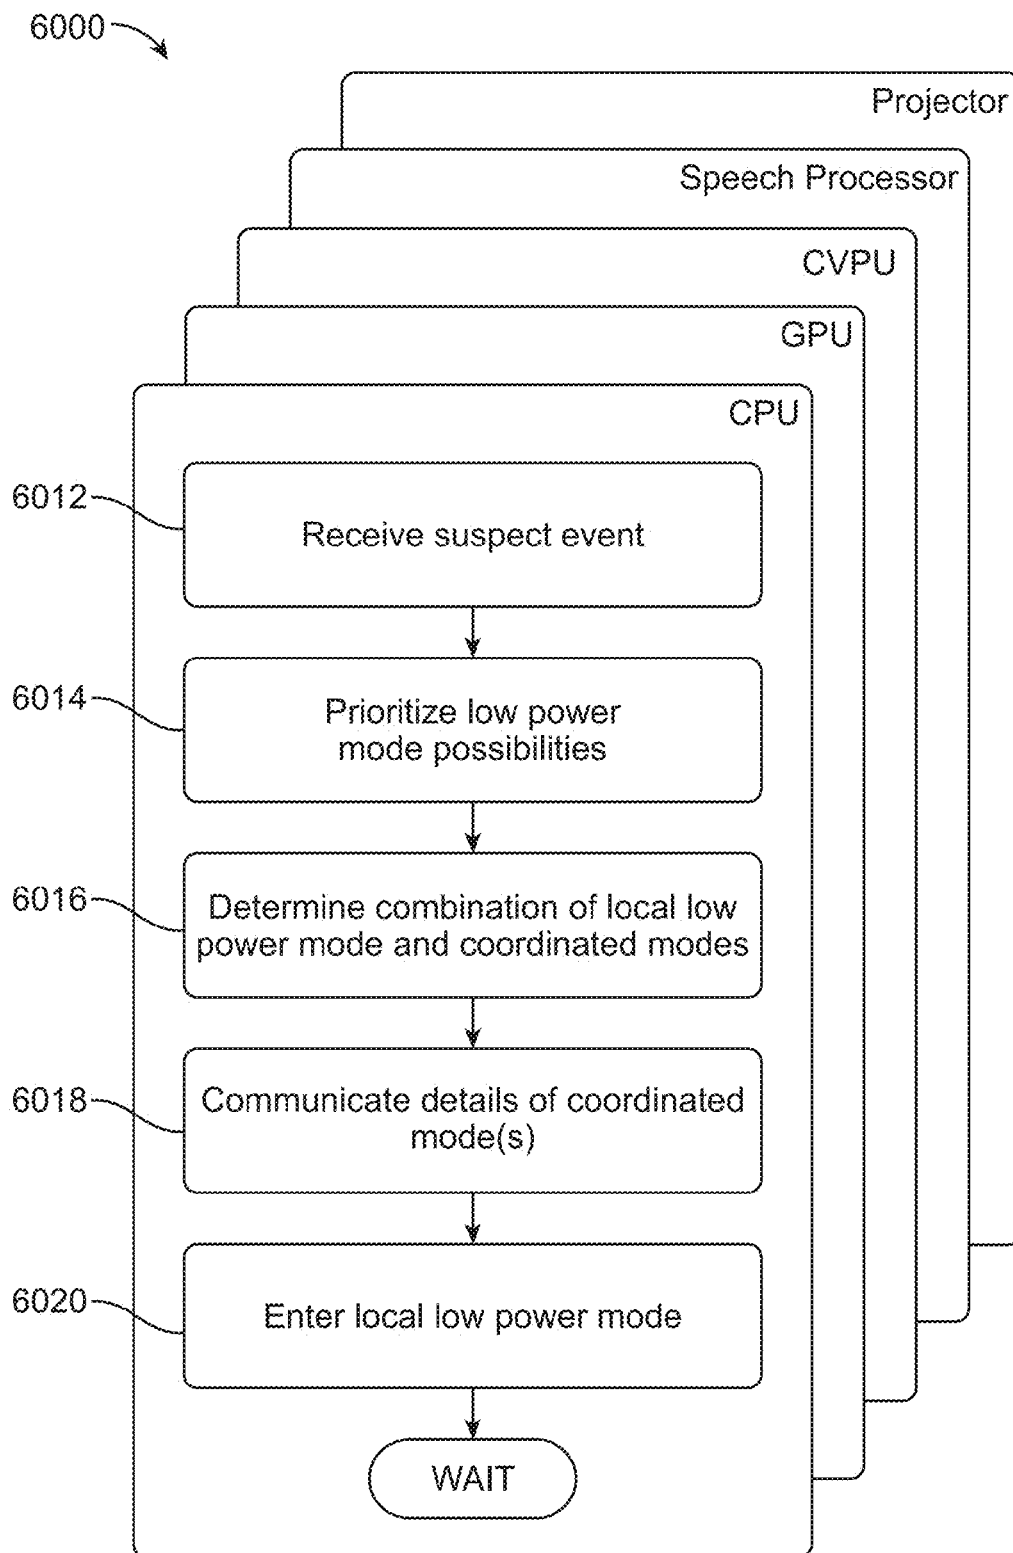 6000
Projector
Speech Processor
CVPU
GPU
CPU
6012
Receive suspect event
6014
Prioritize low power
mode possibilities
6016
Determine combination of local low
power mode and coordinated modes
6018
Communicate details of coordinated
mode(s)
6020
Enter local low power mode
WAIT